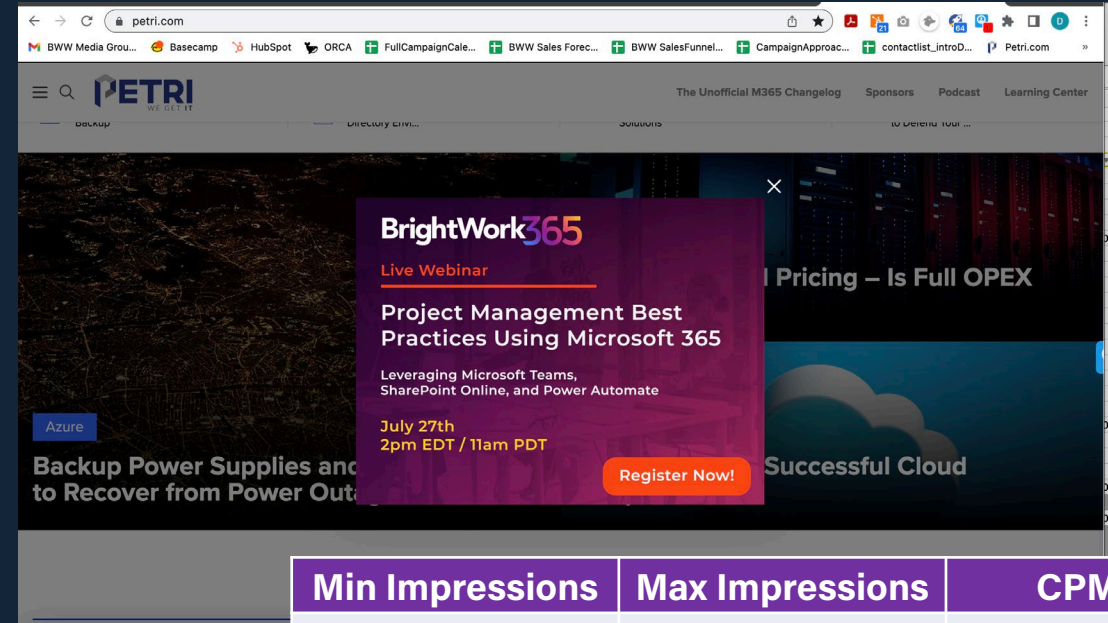 petri.com
BWW Media Grou...
Basecamp
HubSpot
ORCA
FullCampaignCale...
BWW Sales Forec...
BWW SalesFunnel...
CampaignApproac...
contactlist_introD...
Petri.com
»
21
64
D
PETRI
WE GET IT
The Unofficial M365 Changelog
Sponsors
Podcast
Learning Center
Backup
Directory Envi...
Solutions
to Defend Your ...
BrightWork365
Live Webinar
Project Management Best
Practices Using Microsoft 365
Leveraging Microsoft Teams,
SharePoint Online, and Power Automate
July 27th
2pm EDT / 11am PDT
Register Now!
Pricing – Is Full OPEX
Azure
Backup Power Supplies and
to Recover from Power
Successful Cloud
Min Impressions
Max Impressions
CPM